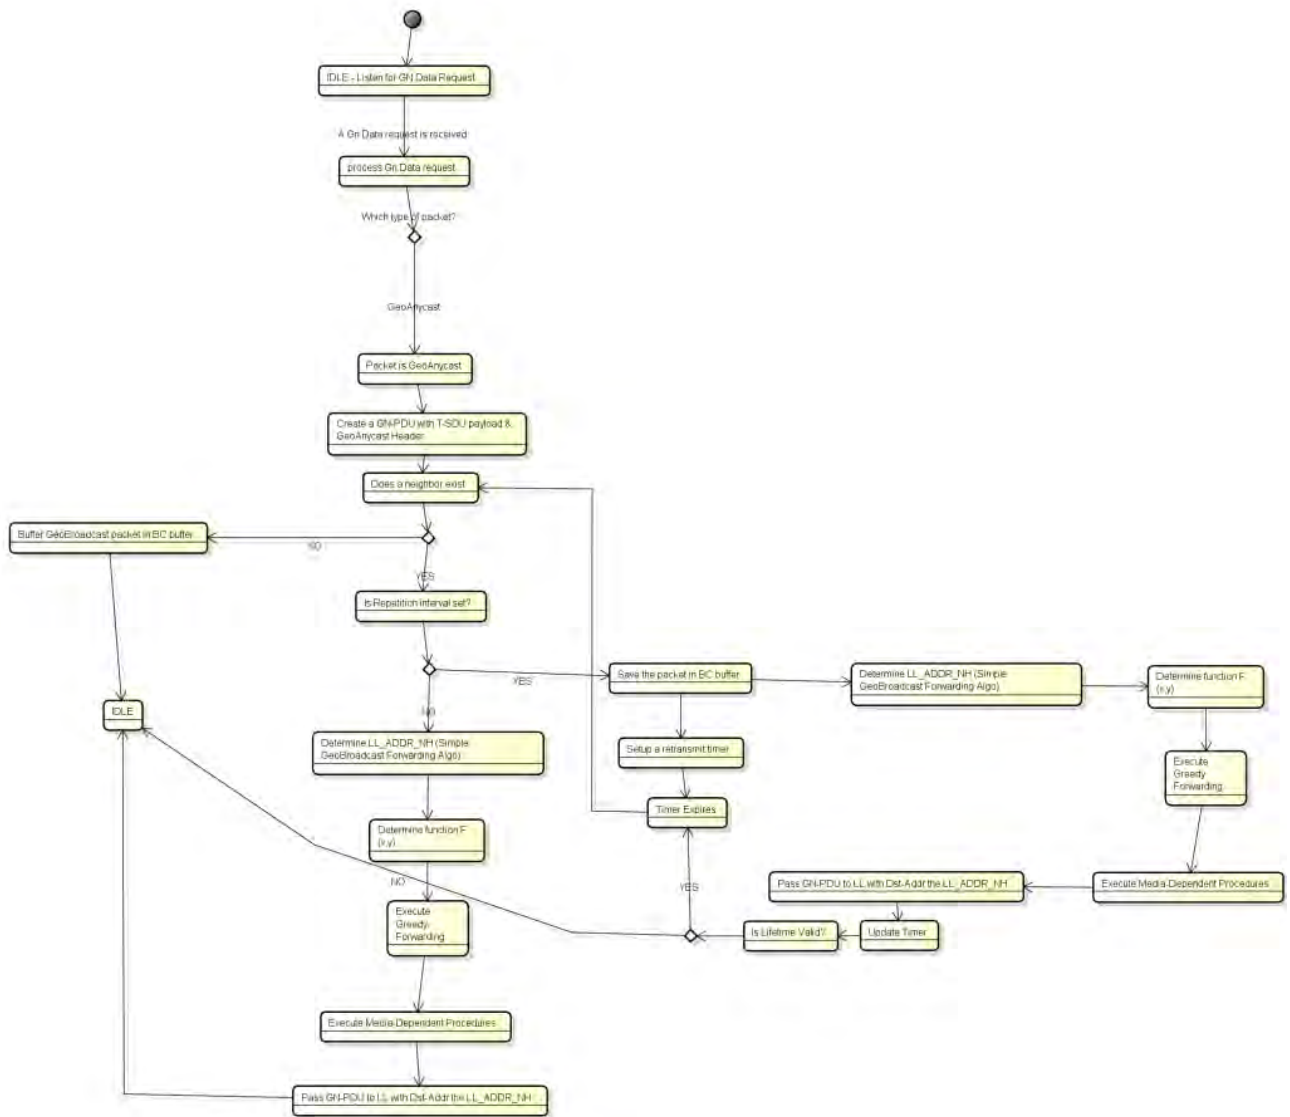 IDLE - Listen for GN Data Request
A Gn Data request is received
process Gn Data request
Which type of packet?
GeoAnycast
Packet is GeoAnycast
Create a GN-PDU with T-SDU payload &
GeoAnycast Header
Does a neighbor exist
Buffer GeoBroadcast packet in BC buffer
NO
YES
Is Repatition Interval set?
YES
Save the packet in BC buffer
Determine LL_ADDR_NH (Simple
GeoBroadcast Forwarding Algo)
Determine function F
(x,y)
IDLE
NO
Determine LL_ADDR_NH (Simple
GeoBroadcast Forwarding Algo)
Setup a retransmit timer
Execute
Greedy
Forwarding
Timer Expires
Determine function F
(x,y)
NO
YES
Pass GN-PDU to LL with Dst-Addr the LL_ADDR_NH
Execute Media-Dependent Procedures
Execute
Greedy
Forwarding
Is Lifetime Valid?
Update Timer
Execute Media-Dependent Procedures
Pass GN-PDU to LL with Dst-Addr the LL_ADDR_NH